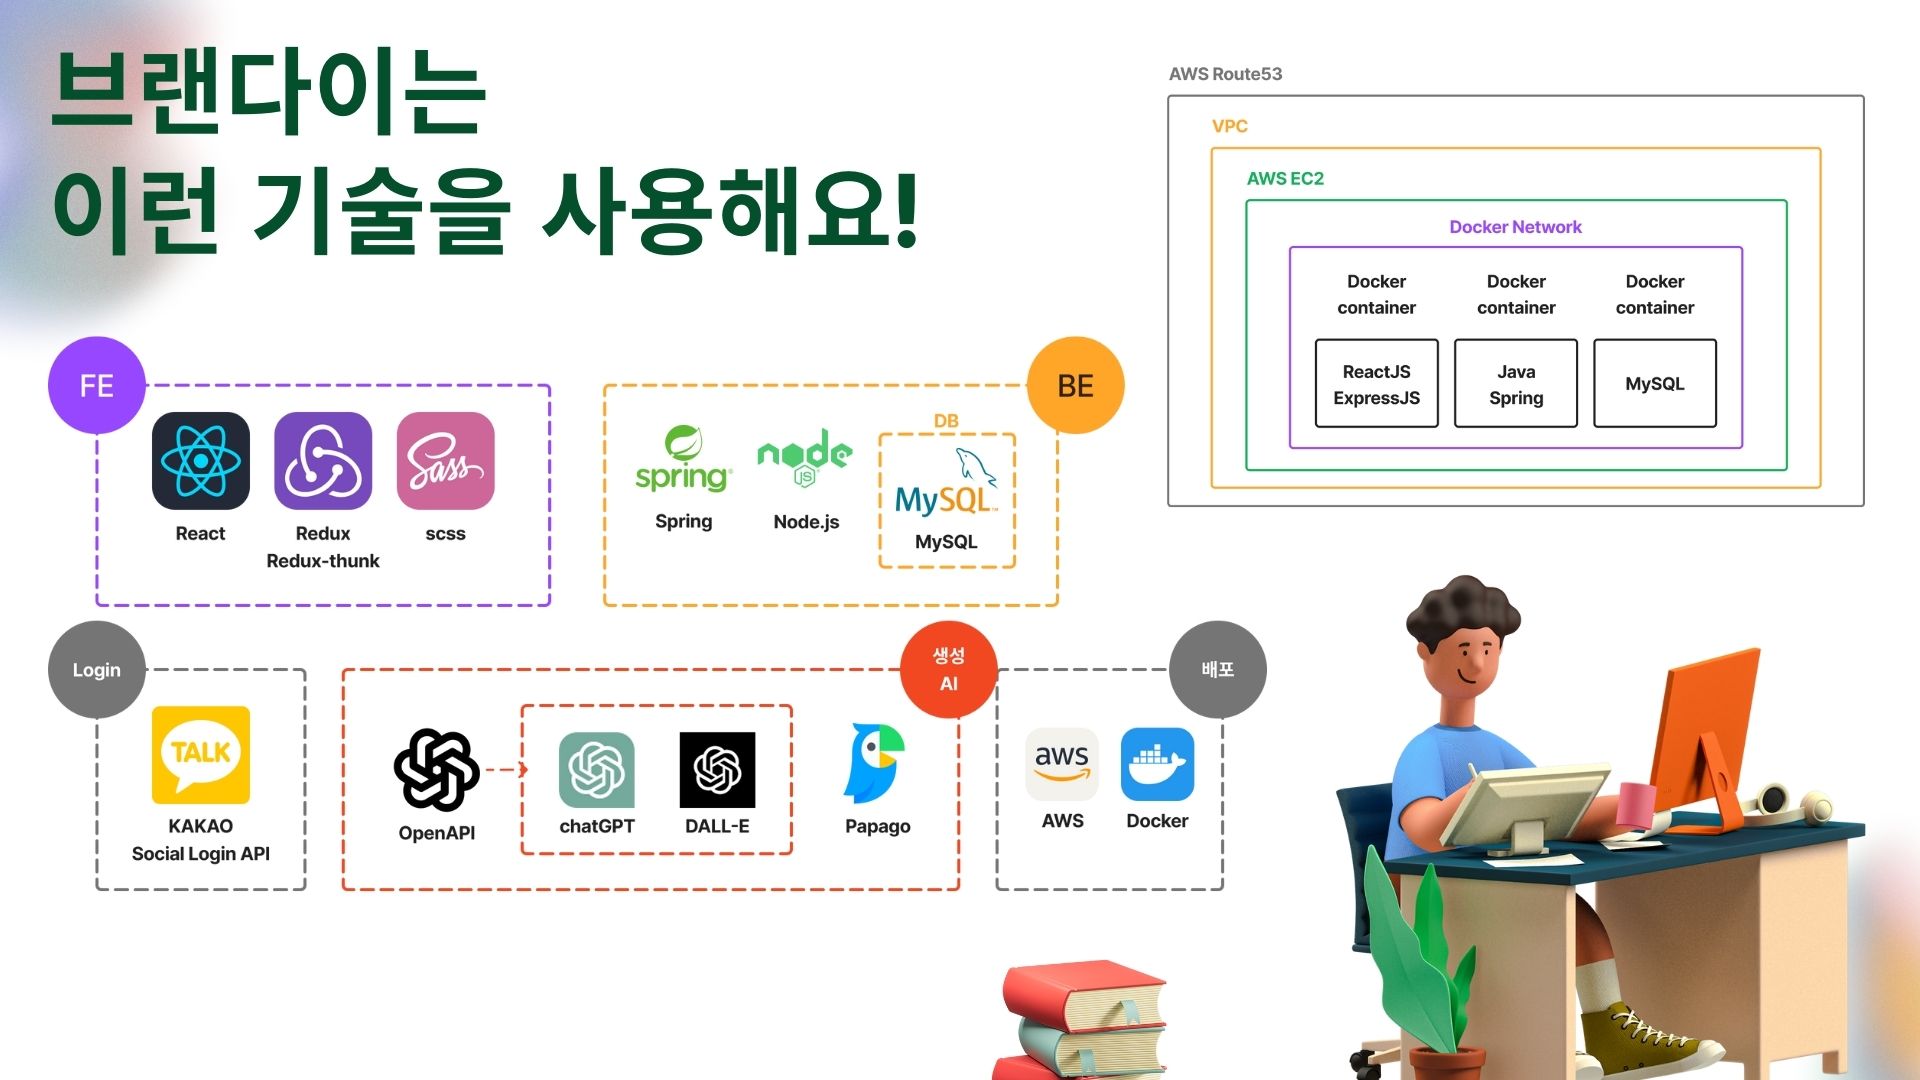 브랜다이는
이런 기술을 사용해요!
AWS Route53
VPC
AWS EC2
Docker Network
Docker
container
Docker
container
Docker
container
ReactJS
ExpressJS
Java
Spring
MySQL
FE
Sass
React
Redux
Redux-thunk
scss
BE
spring
Spring
node
JS
Node.js
DB
MySQL
MySQL
Login
TALK
KAKAO
Social Login API
생성
AI
OpenAPI
chatGPT
DALL-E
Papago
배포
aws
AWS
Docker